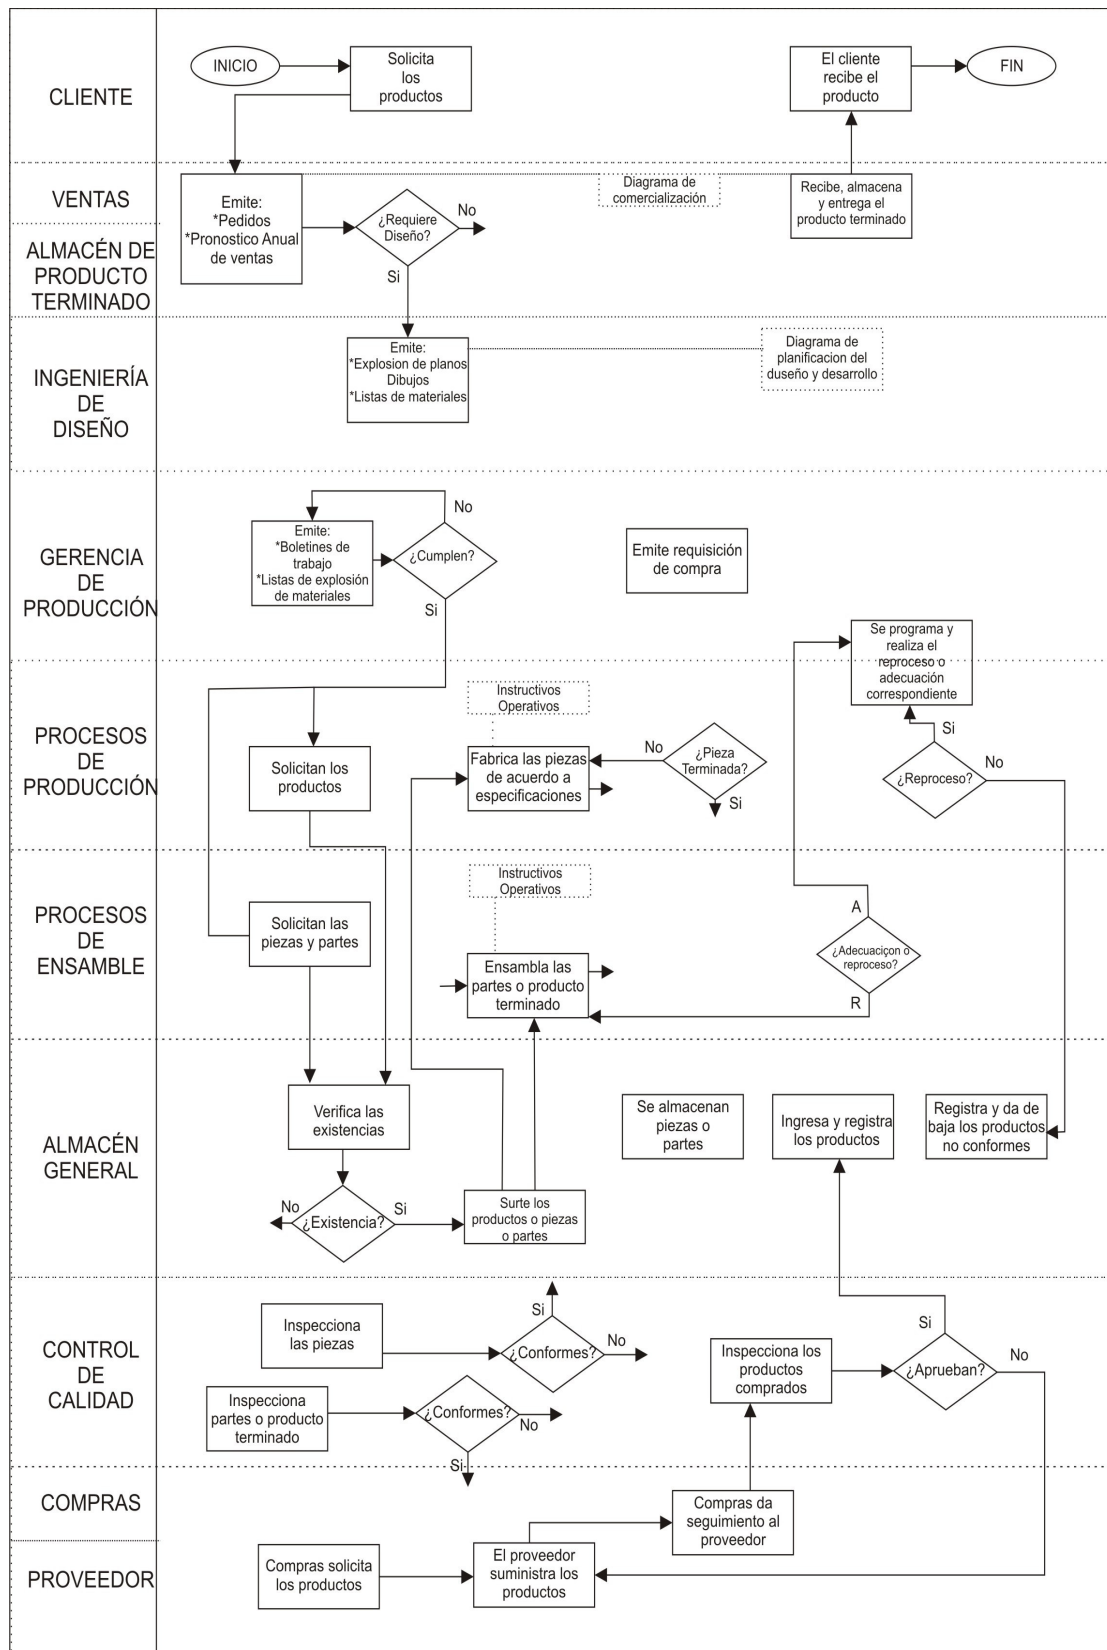 CLIENTE
INICIO
Solicita
los
productos
El cliente
recibe el
producto
FIN
VENTAS
Emite:
*Pedidos
*Pronostico Anual
de ventas
¿Requiere
Diseño?
No
Si
Diagrama de
comercialización
Recibe, almacena
y entrega el
producto terminado
ALMACÉN DE
PRODUCTO
TERMINADO
INGENIERÍA
DE
DISEÑO
Emite:
*Explosion de planos
Dibujos
*Listas de materiales
Diagrama de
planificacion del
duseño y desarrollo
GERENCIA
DE
PRODUCCIÓN
Emite:
*Boletines de
trabajo
*Listas de explosión
de materiales
No
¿Cumplen?
Si
Emite requisición
de compra
Se programa y
realiza el
reproceso o
adecuación
correspondiente
PROCESOS
DE
PRODUCCIÓN
Solicitan los
productos
Instructivos
Operativos
Fabrica las piezas
de acuerdo a
especificaciones
No
¿Pieza
Terminada?
Si
Si
¿Reproceso?
No
PROCESOS
DE
ENSAMBLE
Solicitan las
piezas y partes
Instructivos
Operativos
Ensambla las
partes o producto
terminado
A
¿Adecuaciçon o
reproceso?
R
ALMACÉN
GENERAL
Verifica las
existencias
No
¿Existencia?
Si
Surte los
productos o piezas
o partes
Se almacenan
piezas o
partes
Ingresa y registra
los productos
Registra y da de
baja los productos
no conformes
CONTROL
DE
CALIDAD
Inspecciona
las piezas
Si
¿Conformes?
No
Inspecciona
partes o producto
terminado
¿Conformes?
No
Si
Inspecciona los
productos
comprados
Si
¿Aprueban?
No
COMPRAS
Compras da
seguimiento al
proveedor
PROVEEDOR
Compras solicita
los productos
El proveedor
suministra los
productos